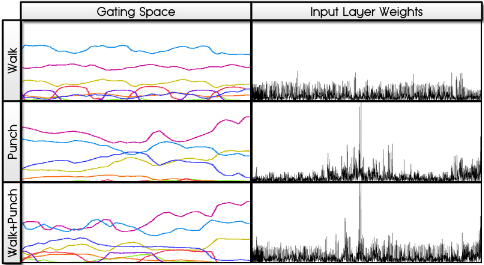 Gating Space
Input Layer Weights
Walk
Punch
Walk+Punch